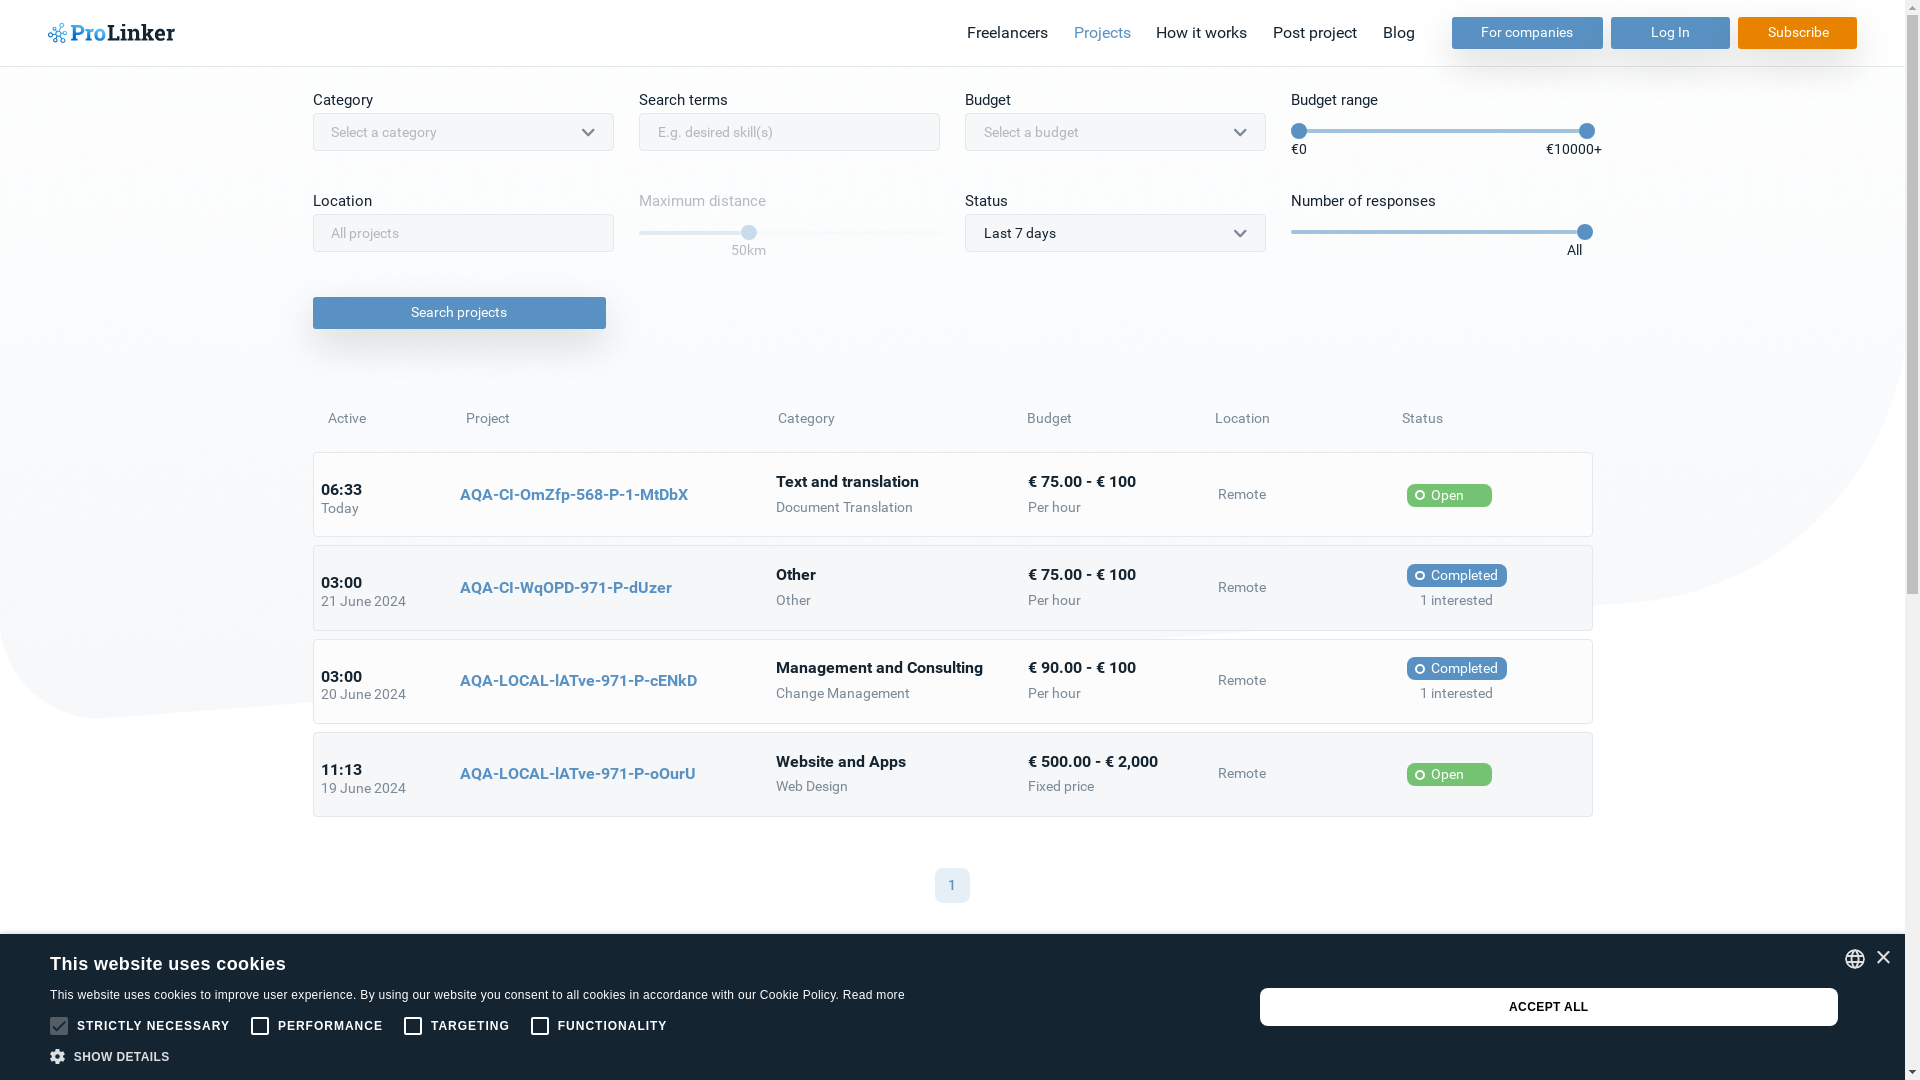 ProLinker
Freelancers
Projects
How it works
Post project
Blog
For companies
Log In
Subscribe
Category
Search terms
Budget
Budget range
Select a category
E.g. desired skill(s)
Select a budget
€0
€10000+
Location
Maximum distance
Status
Number of responses
All projects
50km
Last 7 days
All
Search projects
Active
Project
Category
Budget
Location
Status
06:33
Today
AQA-CI-OmZfp-568-P-1-MtDbX
Text and translation
Document Translation
€ 75.00 - € 100
Per hour
Remote
Open
03:00
21 June 2024
AQA-CI-WqOPD-971-P-dUzer
Other
Other
€ 75.00 - € 100
Per hour
Remote
Completed
1 interested
03:00
20 June 2024
AQA-LOCAL-lATve-971-P-cENkD
Management and Consulting
Change Management
€ 90.00 - € 100
Per hour
Remote
Completed
1 interested
11:13
19 June 2024
AQA-LOCAL-lATve-971-P-oOurU
Website and Apps
Web Design
€ 500.00 - € 2,000
Fixed price
Remote
Open
1
This website uses cookies
This website uses cookies to improve user experience. By using our website you consent to all cookies in accordance with our Cookie Policy. Read more
STRICTLY NECESSARY
PERFORMANCE
TARGETING
FUNCTIONALITY
SHOW DETAILS
ACCEPT ALL